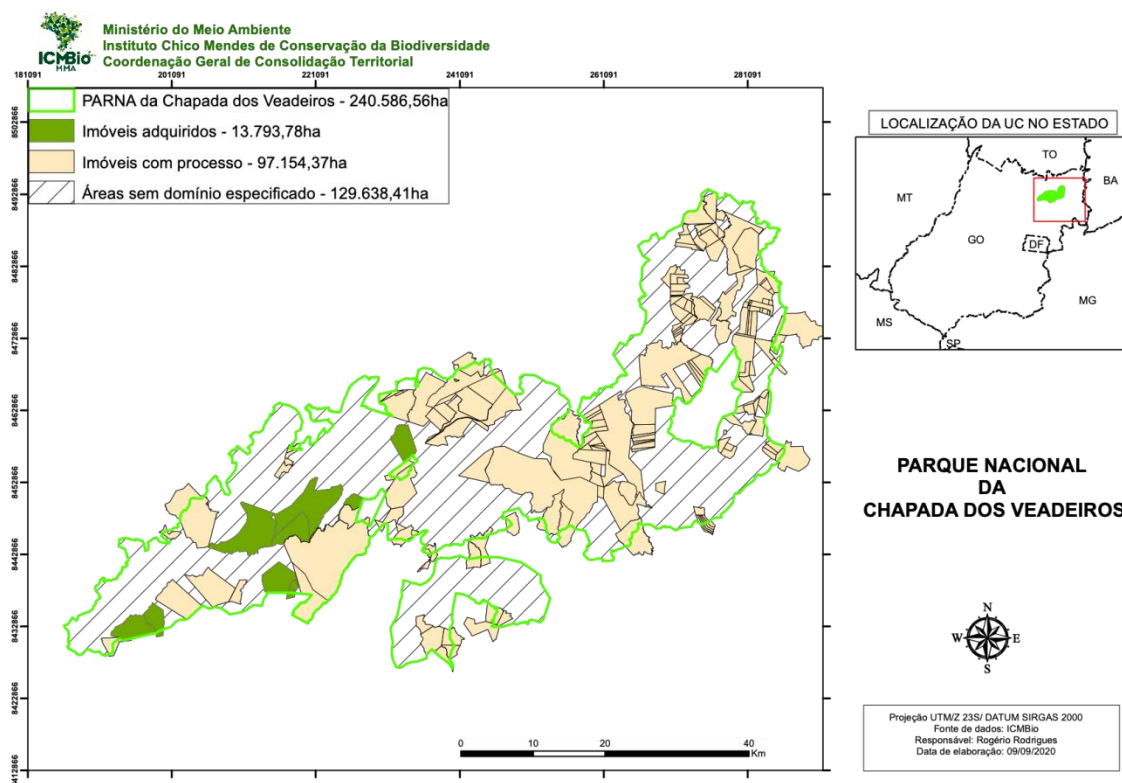 ICMBio
MMA
Ministério do Meio Ambiente
Instituto Chico Mendes de Conservação da Biodiversidade
Coordenação Geral de Consolidação Territorial
181091 201091 221091 241091 261091 281091
PARNA da Chapada dos Veadeiros - 240.586,56ha
Imóveis adquiridos - 13.793,78ha
Imóveis com processo - 97.154,37ha
Áreas sem domínio especificado - 129.638,41ha
8502866
8492866
8482866
8472866
8462866
8452866
8442866
8432866
8422866
8412866
0 10 20 40
Km
LOCALIZAÇÃO DA UC NO ESTADO
TO
BA
MT
GO
DF
MG
MS
SP
PARQUE NACIONAL
DA
CHAPADA DOS VEADEIROS
N
W E
S
Projeção UTM/Z 23S/ DATUM SIRGAS 2000
Fonte de dados: ICMBio
Responsável: Rogério Rodrigues
Data de elaboração: 09/09/2020